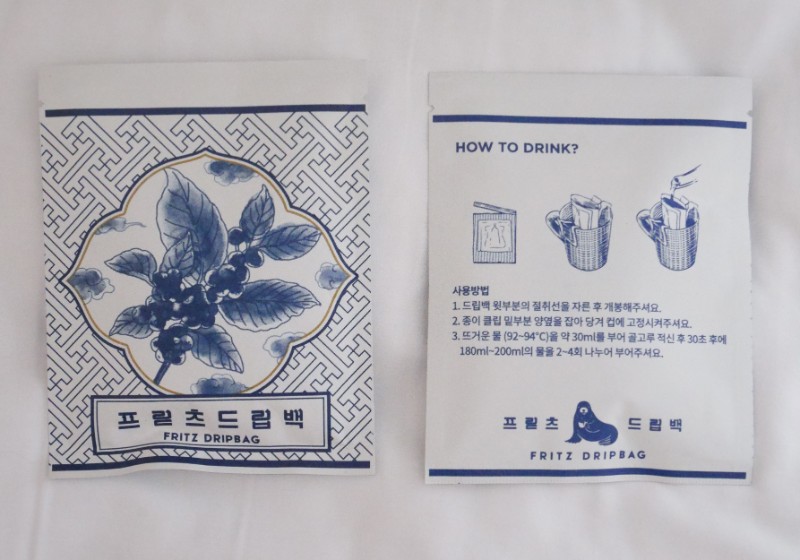 프릳츠드립백
FRITZ DRIPBAG
HOW TO DRINK?
사용방법
1. 드립백 윗부분의 절취선을 자른 후 개봉해주셔요.
2. 종이 클립 밑부분 양옆을 잡아 당겨 컵에 고정시켜주셔요.
3. 뜨거운 물 (92~94°C)을 약 30ml를 부어 골고루 적신 후 30초 후에
180ml~200ml의 물을 2~4회 나누어 부어주셔요.
프릳츠 드립백
FRITZ DRIPBAG